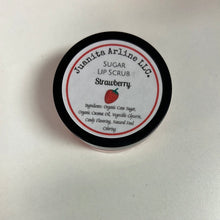 Juanita Arline LLC.
SUGAR
LIP SCRUB
Strawberry
Ingredients: Organic Cane Sugar,
Organic Coconut Oil, Vegetable Glycerin,
Candy Flavoring, Natural Food
Coloring.